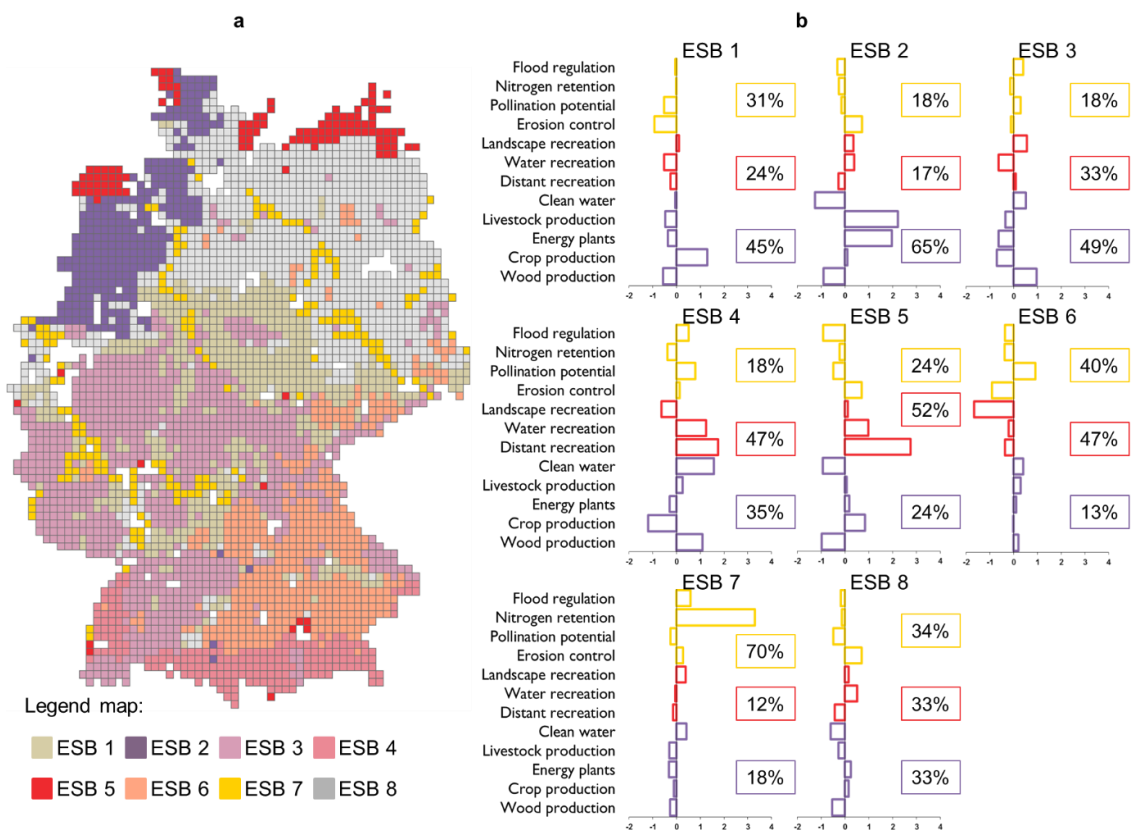 a
b
ESB 1
ESB 2
ESB 3
Flood regulation
Nitrogen retention
Pollination potential
Erosion control
Landscape recreation
Water recreation
Distant recreation
Clean water
Livestock production
Energy plants
Crop production
Wood production
31%
18%
18%
24%
17%
33%
45%
65%
49%
-2 -1 0 1 2 3 4
-2 -1 0 1 2 3 4
-2 -1 0 1 2 3 4
ESB 4
ESB 5
ESB 6
Flood regulation
Nitrogen retention
Pollination potential
Erosion control
Landscape recreation
Water recreation
Distant recreation
Clean water
Livestock production
Energy plants
Crop production
Wood production
18%
24%
40%
47%
52%
47%
35%
24%
13%
-2 -1 0 1 2 3 4
-2 -1 0 1 2 3 4
-2 -1 0 1 2 3 4
ESB 7
ESB 8
Flood regulation
Nitrogen retention
Pollination potential
Erosion control
Landscape recreation
Water recreation
Distant recreation
Clean water
Livestock production
Energy plants
Crop production
Wood production
70%
34%
12%
33%
18%
33%
-2 -1 0 1 2 3 4
-2 -1 0 1 2 3 4
Legend map:
ESB 1 ESB 2 ESB 3 ESB 4
ESB 5 ESB 6 ESB 7 ESB 8